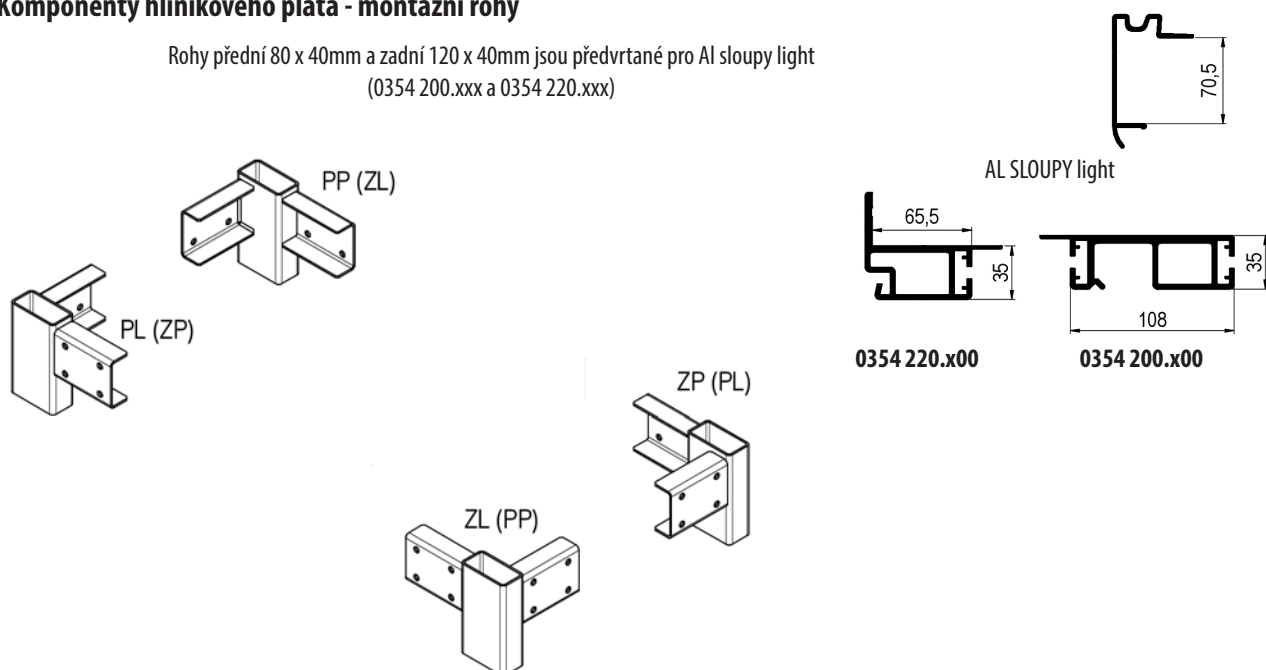 Komponenty hliníkového plata - montážní rohy
Rohy přední 80 x 40mm a zadní 120 x 40mm jsou předvrtané pro Al sloupy light
(0354 200.xxx a 0354 220.xxx)
70,5
AL SLOUPY light
PP (ZL)
65,5
35
35
108
PL (ZP)
0354 220.x00
0354 200.x00
ZP (PL)
ZL (PP)